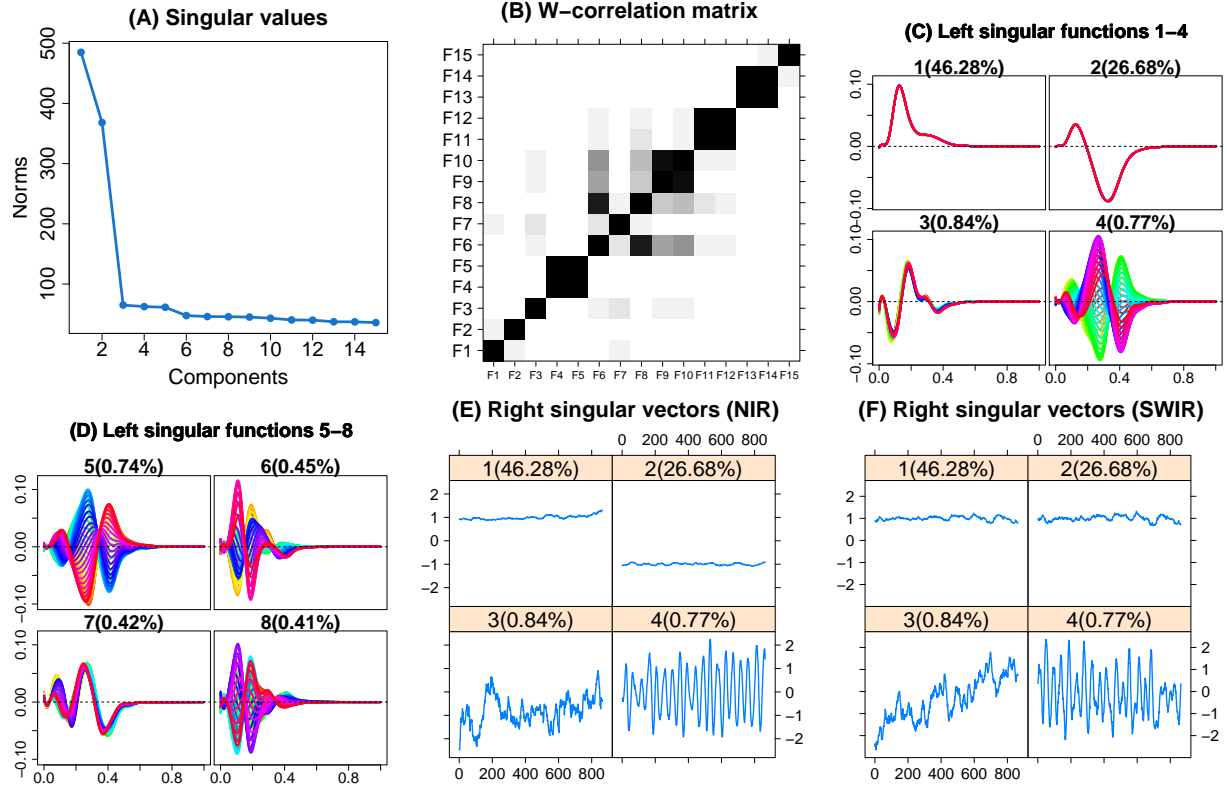 (A) Singular values
Norms
500
400
300
200
100
2 4 6 8 10 12 14
Components
(B) W−correlation matrix
F15
F14
F13
F12
F11
F10
F9
F8
F7
F6
F5
F4
F3
F2
F1
F1 F2 F3 F4 F5 F6 F7 F8 F9 F10 F11 F12 F13 F14 F15
(C) Left singular functions 1−4
1(46.28%) 2(26.68%)
0.10
0.00
−0.10
3(0.84%) 4(0.77%)
0.10
0.00
−0.10
0.0 0.4 0.8 0.0 0.4 0.8
(D) Left singular functions 5−8
5(0.74%) 6(0.45%)
0.10
0.00
−0.10
7(0.42%) 8(0.41%)
0.10
0.00
−0.10
0.0 0.4 0.8 0.0 0.4 0.8
(E) Right singular vectors (NIR)
0 200 400 600 800
1(46.28%) 2(26.68%)
2
1
−1
−2
3(0.84%) 4(0.77%)
2
1
0
−1
−2
0 200 400 600 800
(F) Right singular vectors (SWIR)
0 200 400 600 800
1(46.28%) 2(26.68%)
2
1
0
−1
−2
3(0.84%) 4(0.77%)
2
1
0
−1
−2
0 200 400 600 800